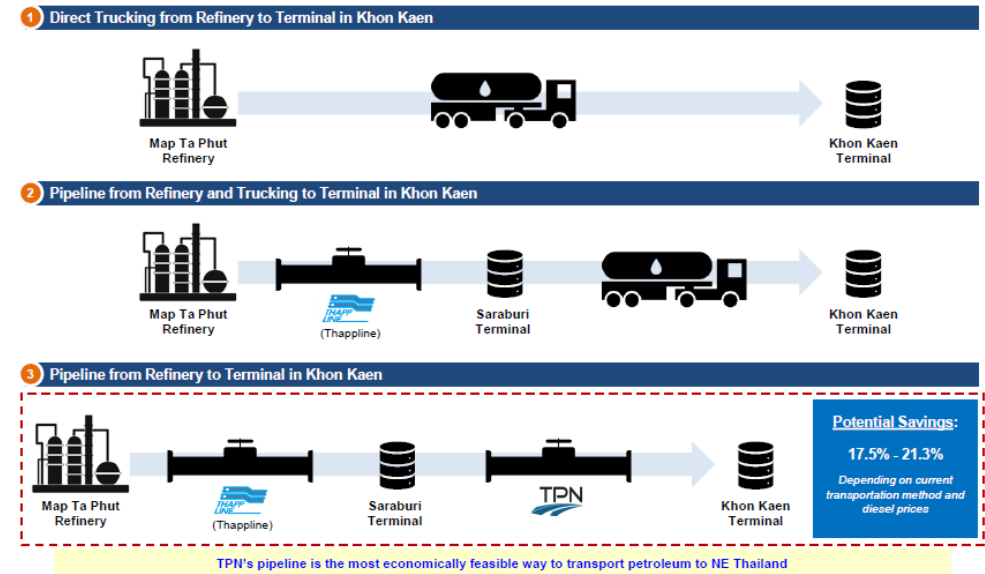 1 Direct Trucking from Refinery to Terminal in Khon Kaen
Map Ta Phut
Refinery
Khon Kaen
Terminal
2 Pipeline from Refinery and Trucking to Terminal in Khon Kaen
Map Ta Phut
Refinery
THAPP
LINE
(Thappline)
Saraburi
Terminal
Khon Kaen
Terminal
3 Pipeline from Refinery to Terminal in Khon Kaen
Map Ta Phut
Refinery
THAPP
LINE
(Thappline)
Saraburi
Terminal
TPN
Khon Kaen
Terminal
Potential Savings:
17.5% - 21.3%
Depending on current
transportation method and
diesel prices
TPN's pipeline is the most economically feasible way to transport petroleum to NE Thailand